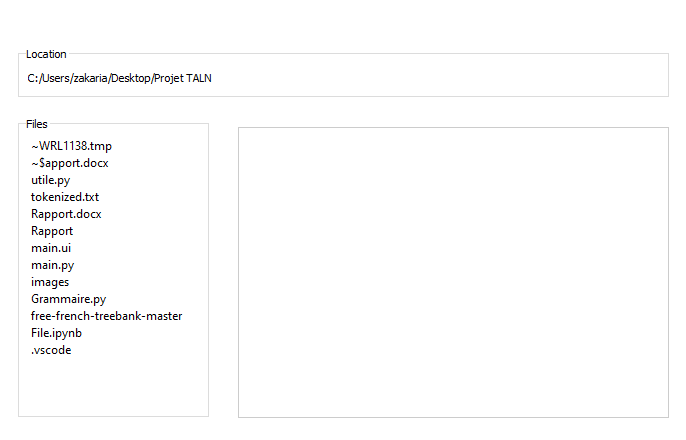 Location
C:/Users/zakaria/Desktop/Projet TALN
Files
~WRL1138.tmp
~$apport.docx
utile.py
tokenized.txt
Rapport.docx
Rapport
main.ui
main.py
images
Grammaire.py
free-french-treebank-master
File.ipynb
.vscode